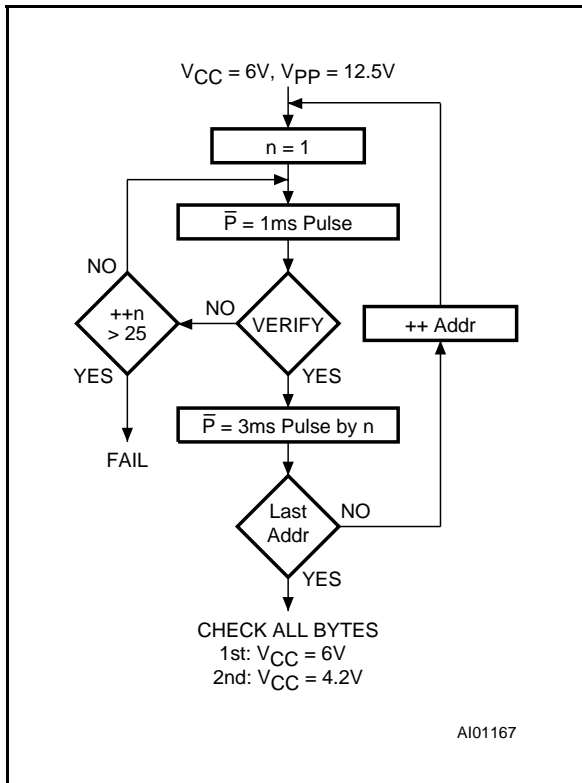 VCC = 6V, VPP = 12.5V
n = 1
P̅ = 1ms Pulse
NO
++n
> 25
NO
VERIFY
++ Addr
YES
YES
P̅ = 3ms Pulse by n
FAIL
Last
Addr
NO
YES
CHECK ALL BYTES
1st: VCC = 6V
2nd: VCC = 4.2V
AI01167